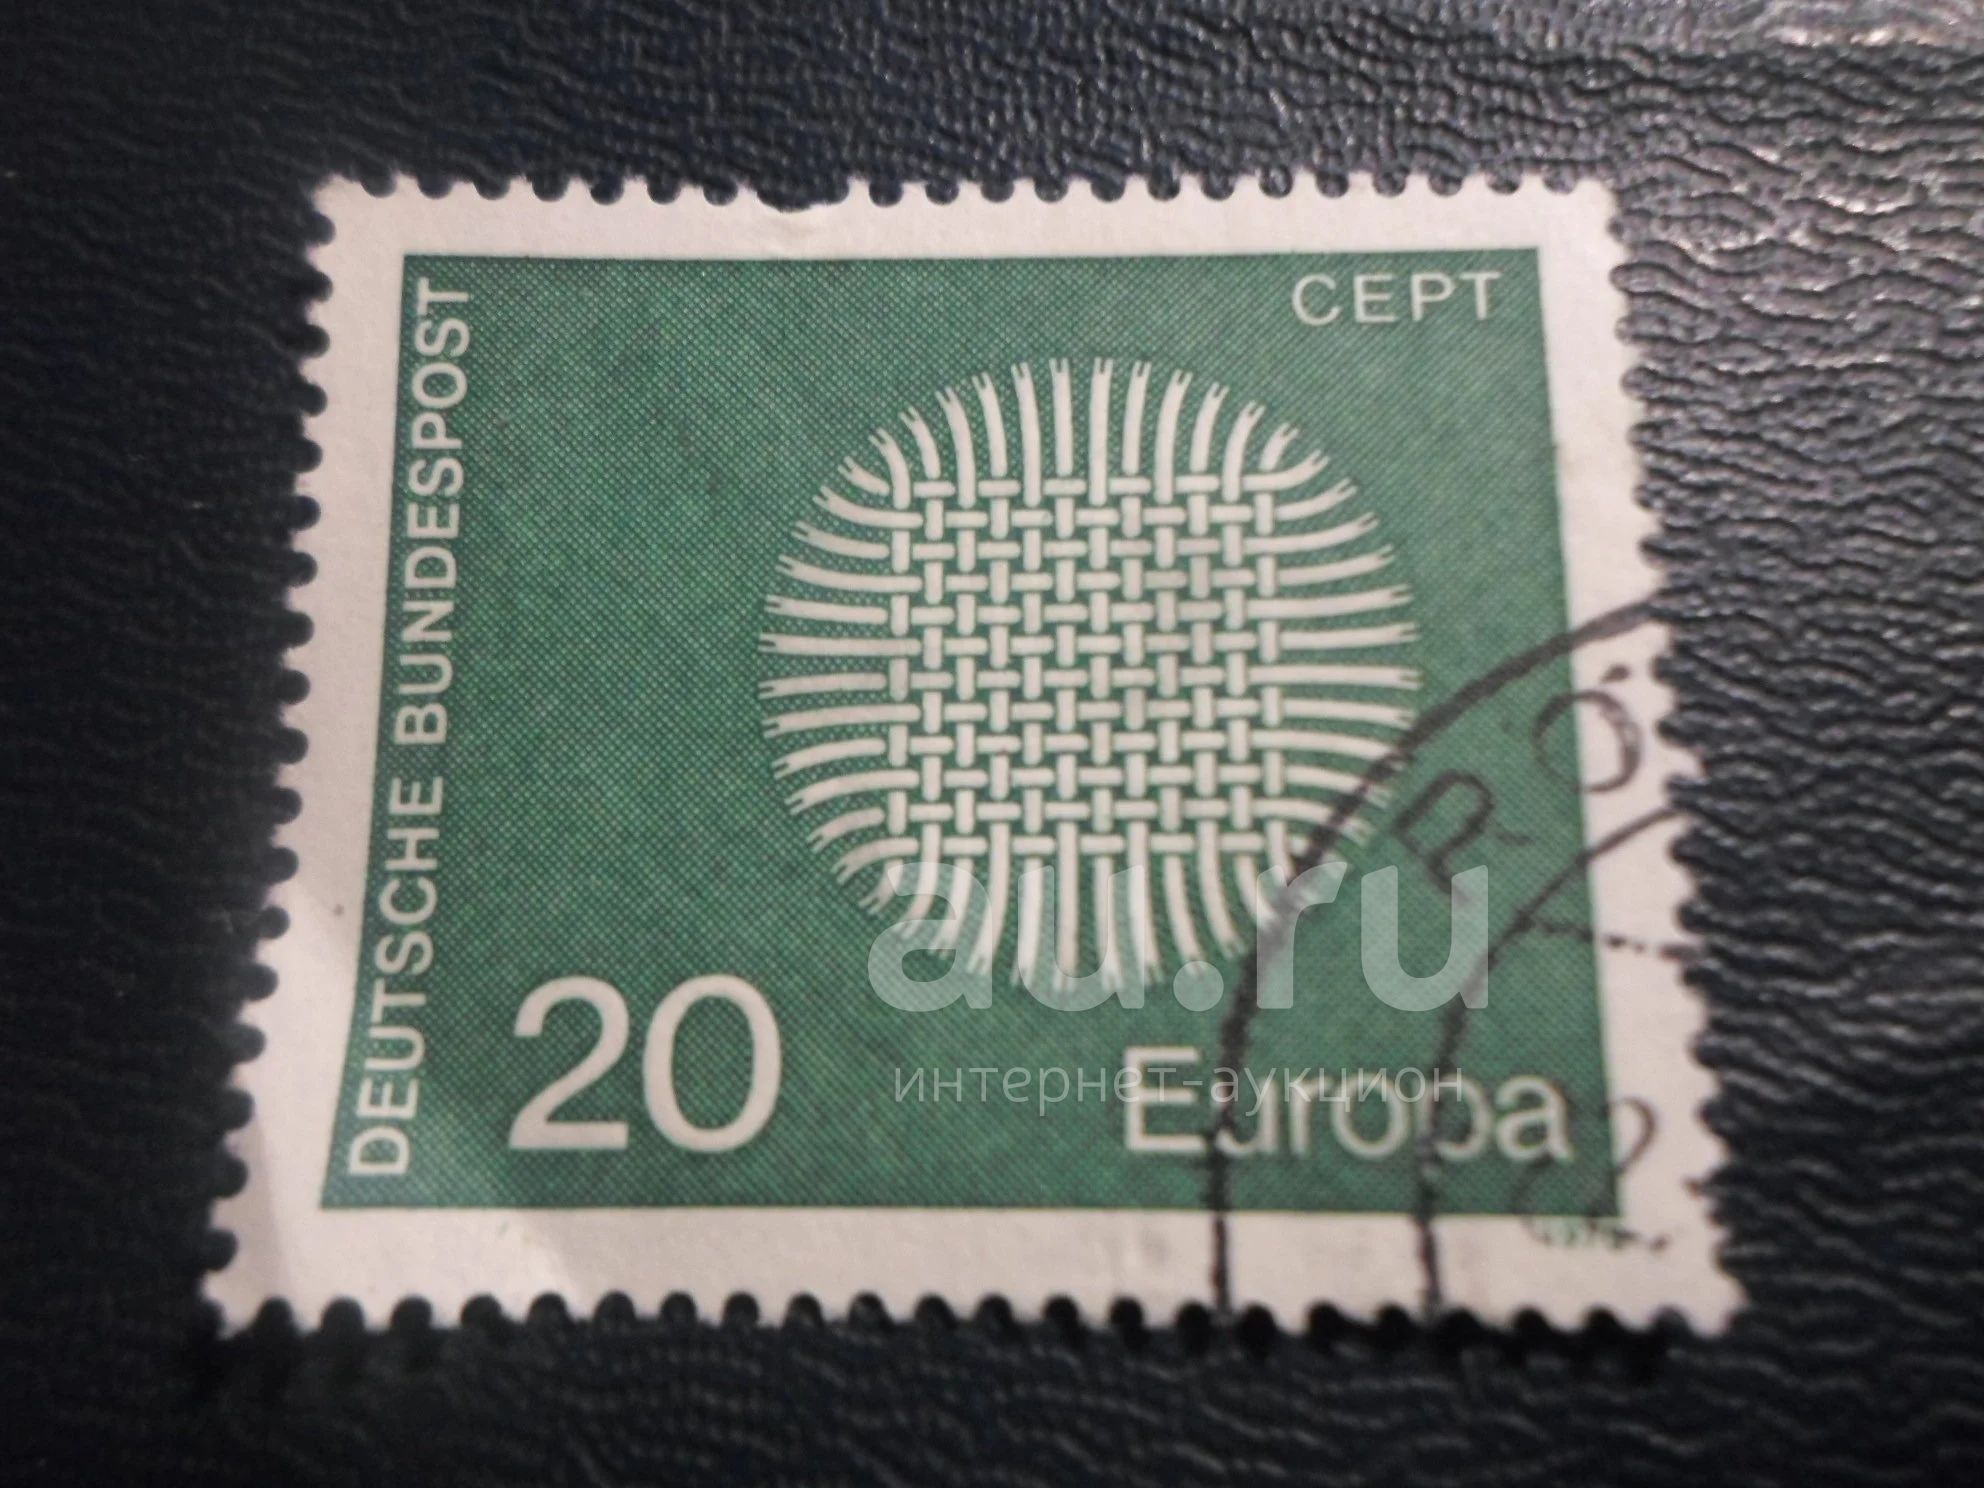 CEPT
DEUTSCHE BUNDESPOST
20
Europa
au.ru
интернет-аукцион